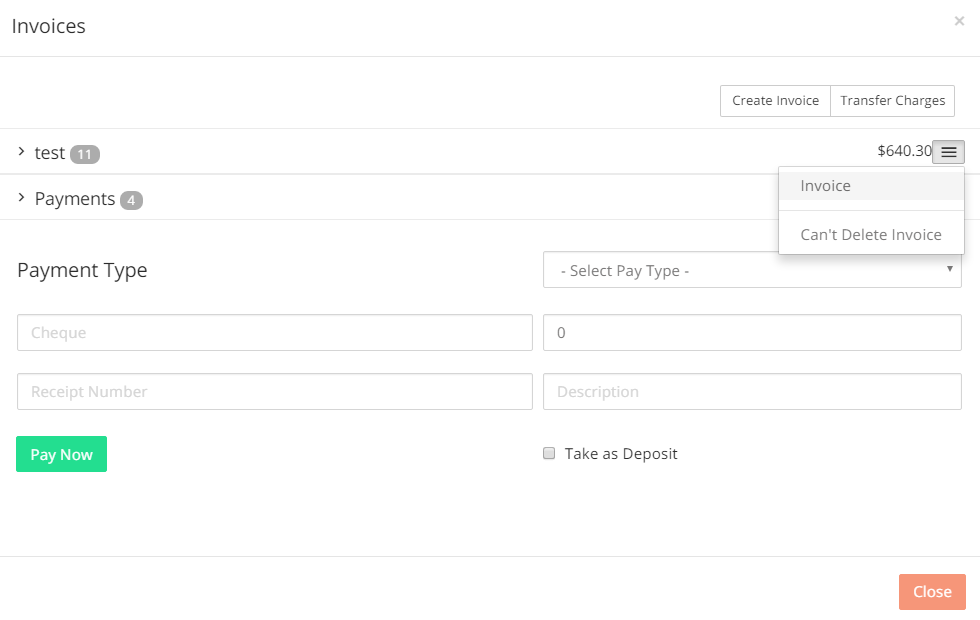 Invoices ×
Create Invoice Transfer Charges
test 11 $640.30
Invoice
Payments 4
Can't Delete Invoice
Payment Type - Select Pay Type -
Cheque 0
Receipt Number Description
Pay Now Take as Deposit
Close